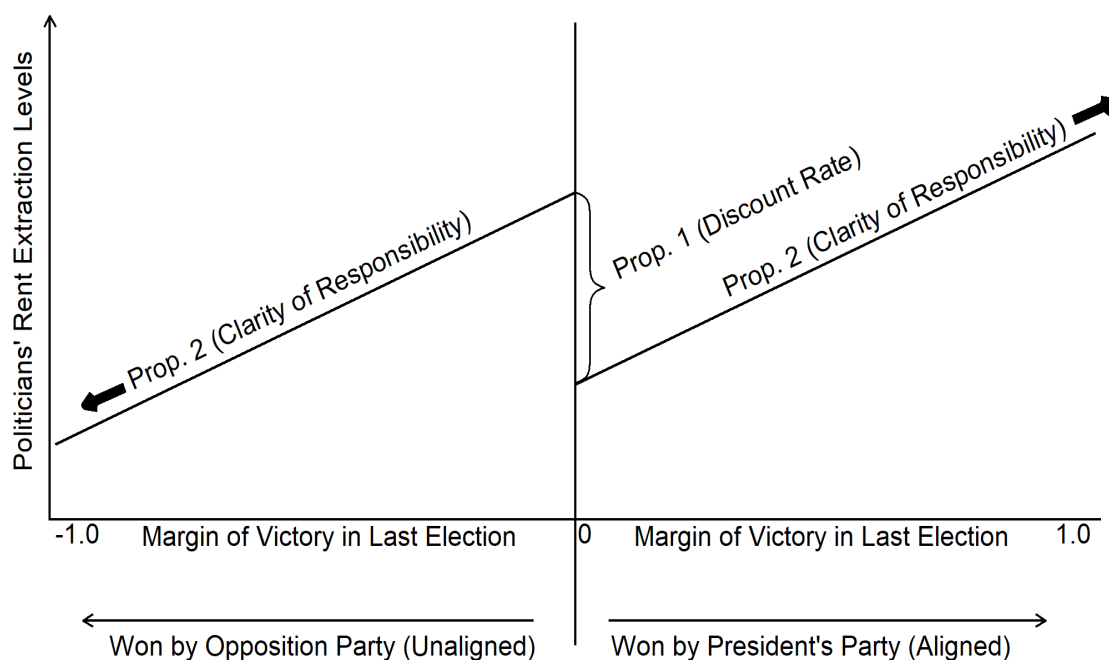 Politicians' Rent Extraction Levels
Prop. 2 (Clarity of Responsibility)
Prop. 1 (Discount Rate)
Prop. 2 (Clarity of Responsibility)
-1.0
Margin of Victory in Last Election
0
Margin of Victory in Last Election
1.0
Won by Opposition Party (Unaligned)
Won by President's Party (Aligned)